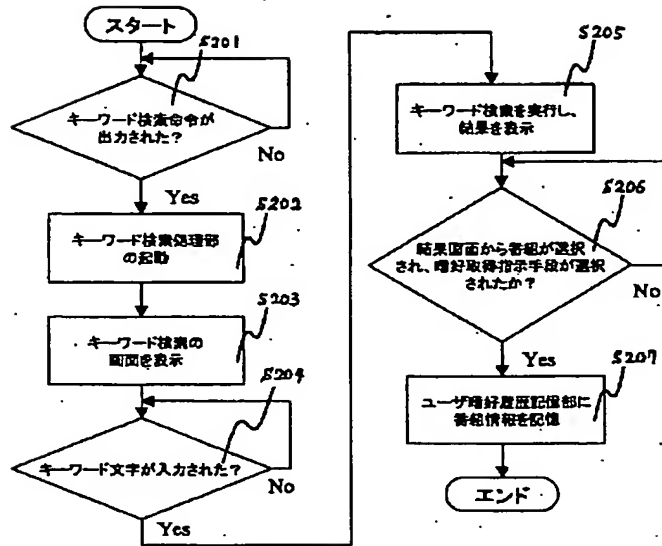 スタート
S201
キーワード検索命令が
出力された?
No
Yes
S202
キーワード検索処理部
の起動
S203
キーワード検索の
画面を表示
S204
キーワード文字が入力された?
No
Yes
S205
キーワード検索を実行し、
結果を表示
S206
結果画面から番組が選択
され、嗜好取得指示手段が選択
されたか?
No
Yes
S207
ユーザ嗜好履歴記憶部に
番組情報を記憶
エンド